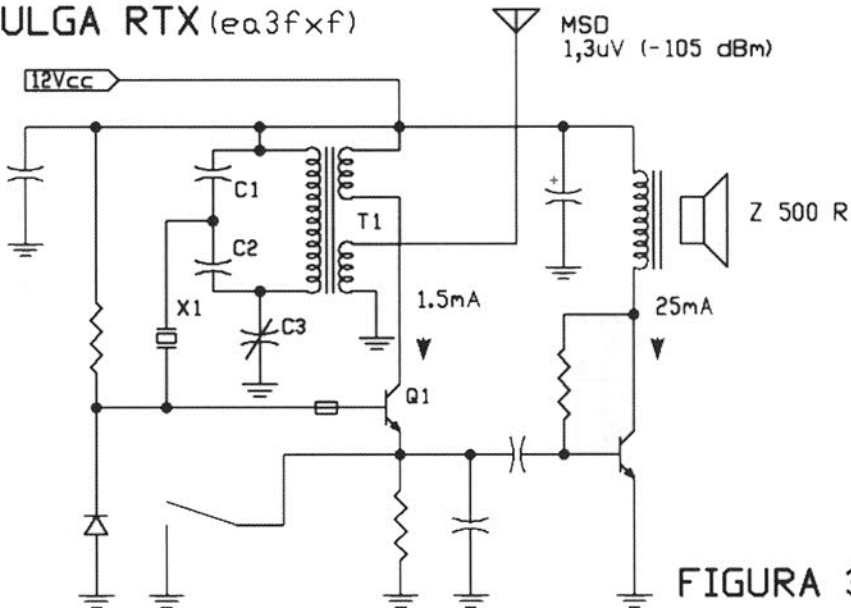 ULGA RTX (ea3fxf)
MSD
1,3uV (-105 dBm)
12Vcc
C1
T1
Z 500 R
C2
X1
1.5mA
25mA
C3
Q1
FIGURA 3